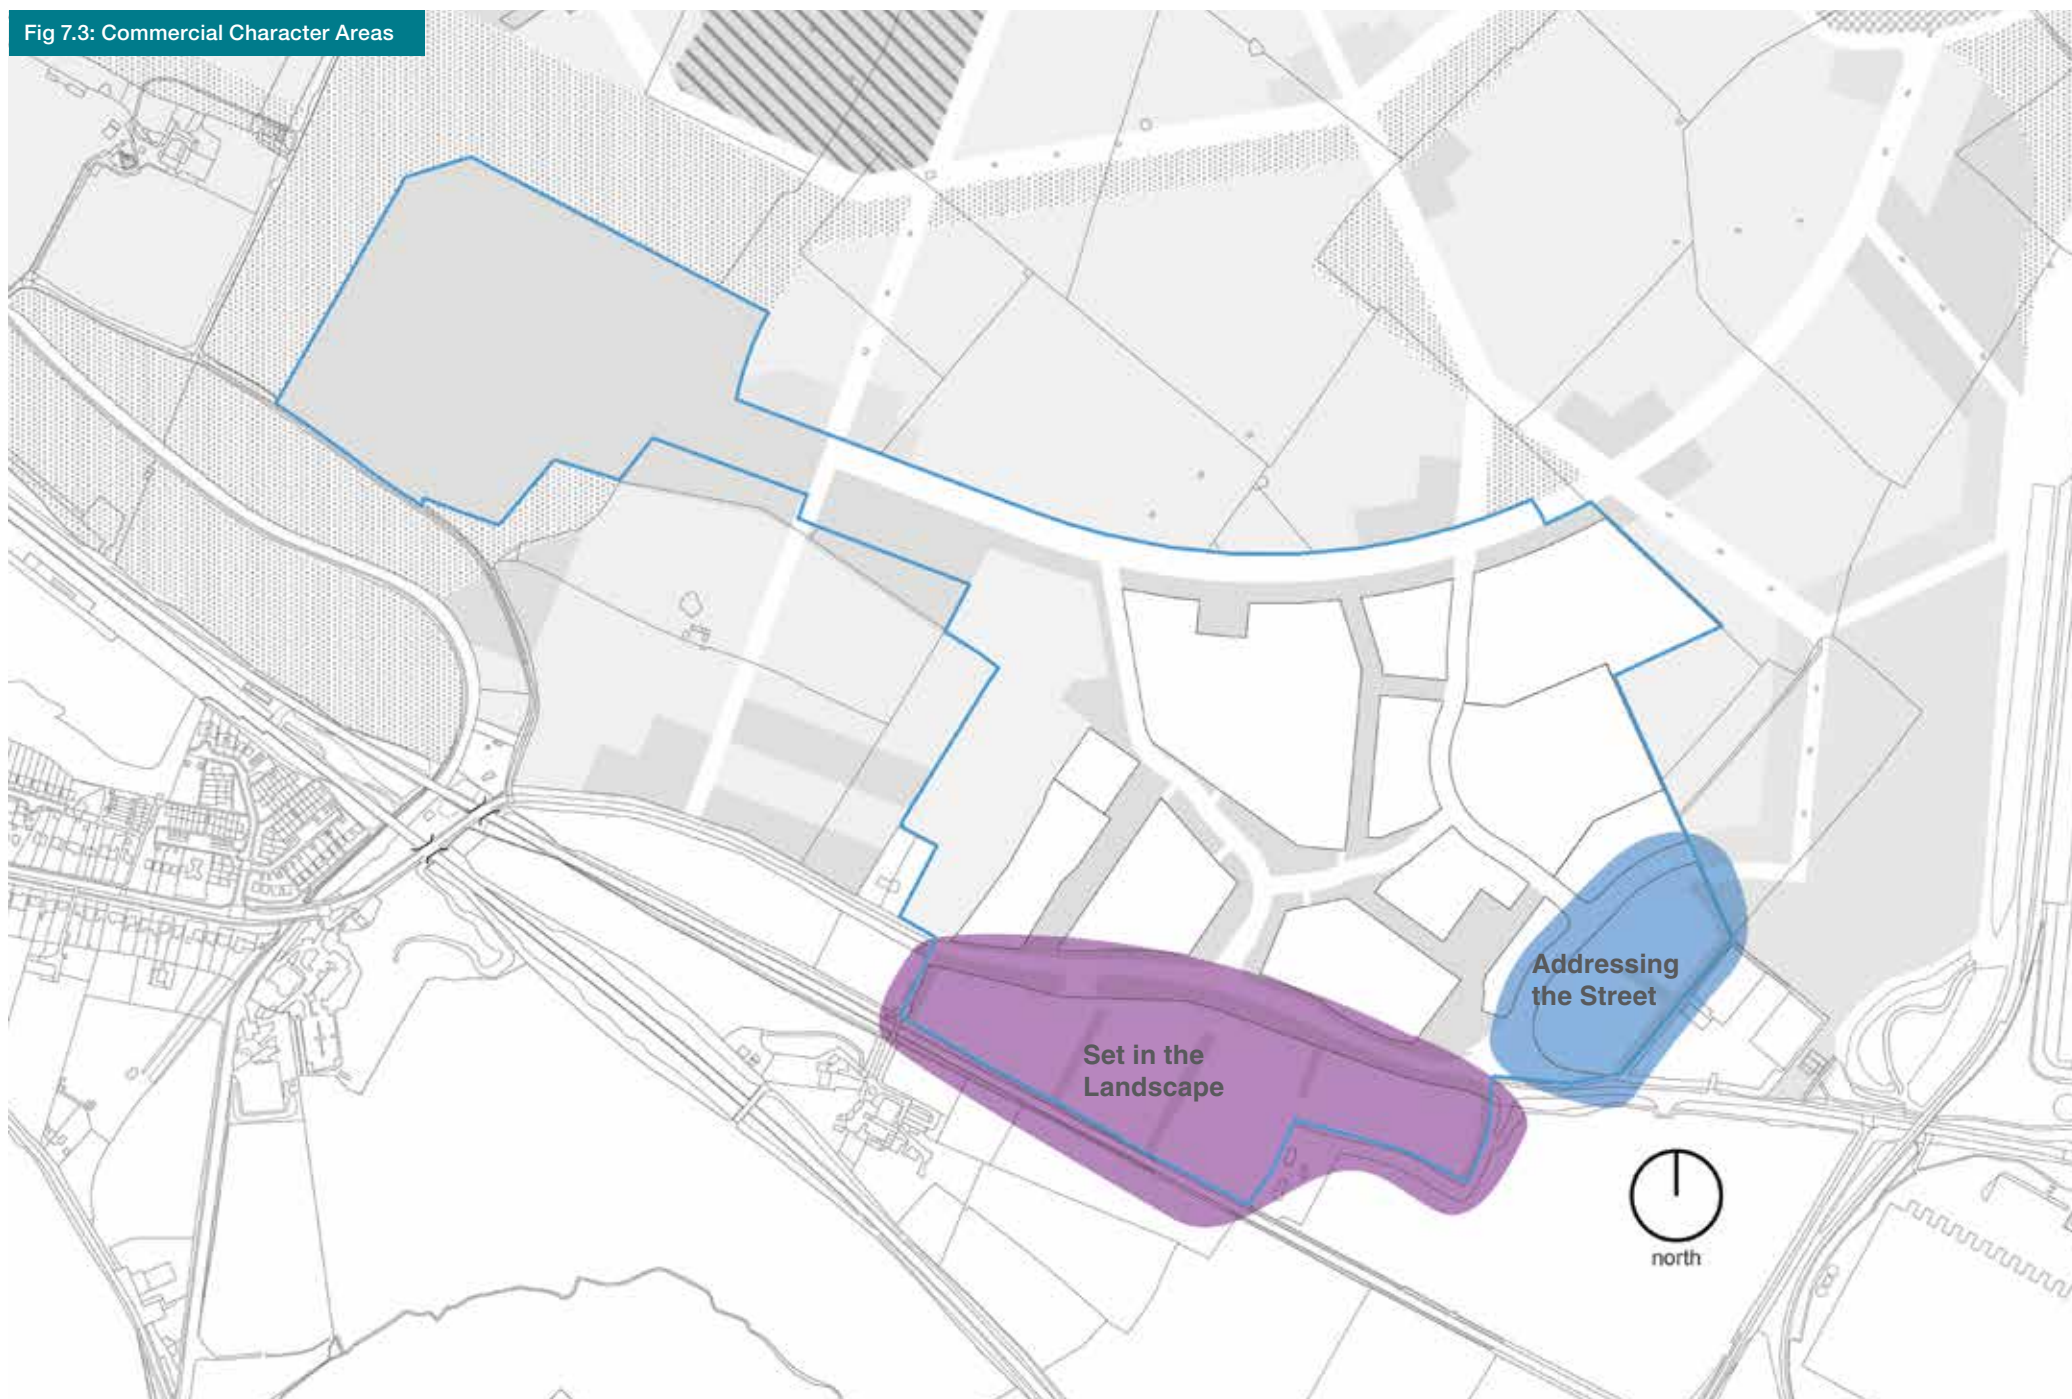 Fig 7.3: Commercial Character Areas
Addressing
the Street
Set in the
Landscape
north